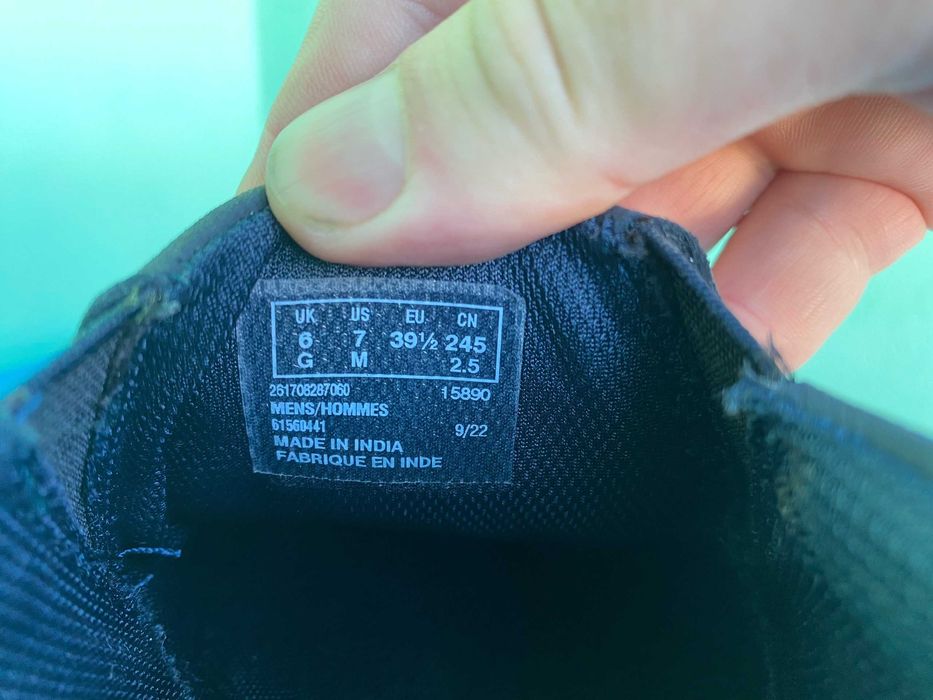 UK US EU CN
6 7 39½ 245
G M 2.5
261708287060 15890
MENS/HOMMES
61560441 9/22
MADE IN INDIA
FABRIQUE EN INDE